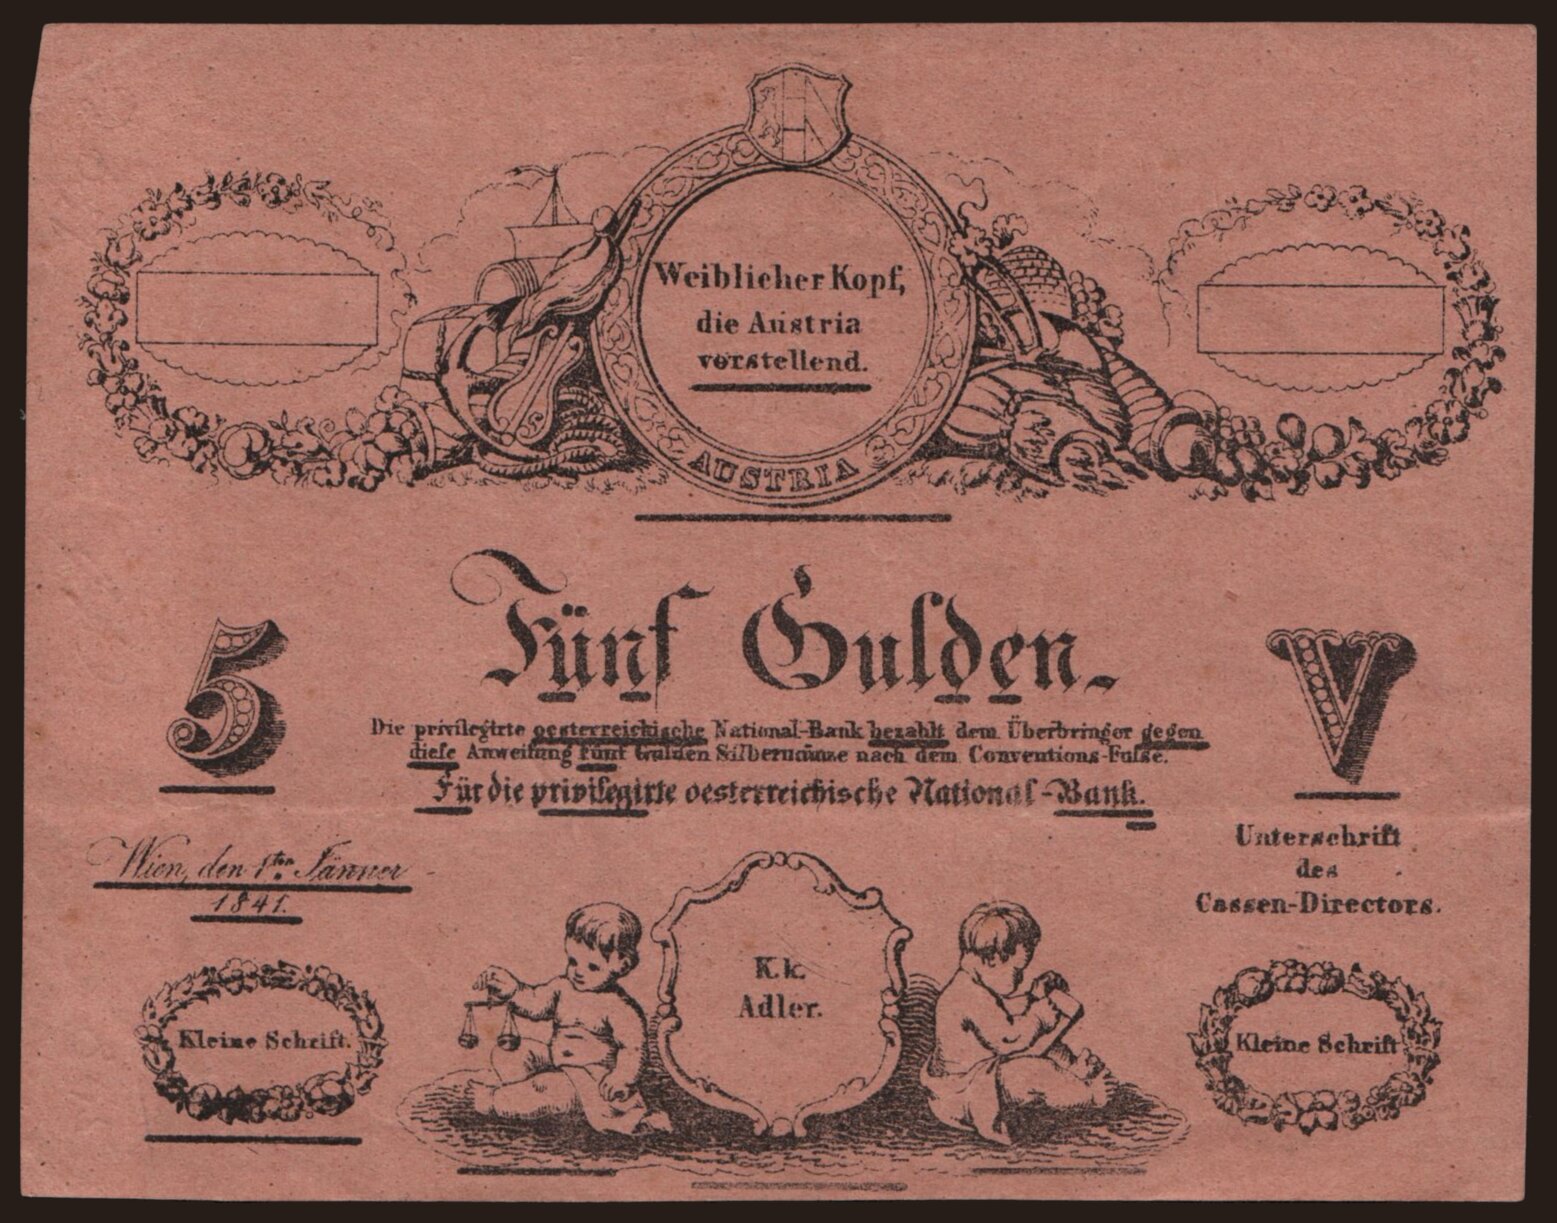 Weiblicher Kopf,
die Austria
vorstellend.
AUSTRIA
Fünf Gulden.
5
V
Die privilegirte oesterreichische National-Bank bezahlt dem Überbringer gegen
diese Anweisung fünf Gulden Silbermünze nach dem Conventions-Fuße.
Für die privilegirte oesterreichische National-Bank.
Wien, den 1ten Jänner
1841.
Unterschrift
des
Cassen-Directors.
K. k.
Adler.
Kleine Schrift.
Kleine Schrift